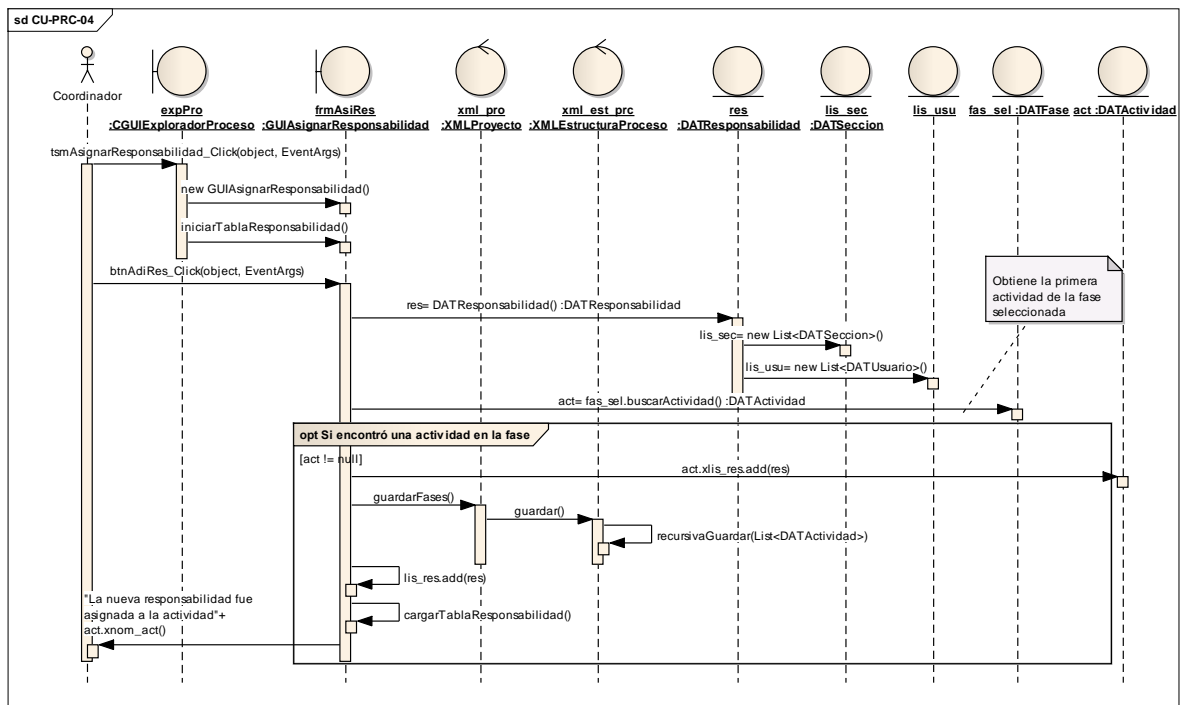 sd CU-PRC-04
Coordinador
expPro
:CGUIExploradorProceso
frmAsiRes
:GUIAsignarResponsabilidad
xml_pro
:XMLProyecto
xml_est_prc
:XMLEstructuraProceso
res
:DATResponsabilidad
lis_sec
:DATSeccion
lis_usu
fas_sel :DATFase
act :DATActividad
tsmAsignarResponsabilidad_Click(object, EventArgs)
new GUIAsignarResponsabilidad()
iniciarTablaResponsabilidad()
btnAdiRes_Click(object, EventArgs)
Obtiene la primera
actividad de la fase
seleccionada
res= DATResponsabilidad() :DATResponsabilidad
lis_sec= new List<DATSeccion>()
lis_usu= new List<DATUsuario>()
act= fas_sel.buscarActividad() :DATActividad
opt Si encontró una actividad en la fase
[act != null]
act.xlis_res.add(res)
guardarFases()
guardar()
recursivaGuardar(List<DATActividad>)
lis_res.add(res)
cargarTablaResponsabilidad()
"La nueva responsabilidad fue
asignada a la actividad"+
act.xnom_act()